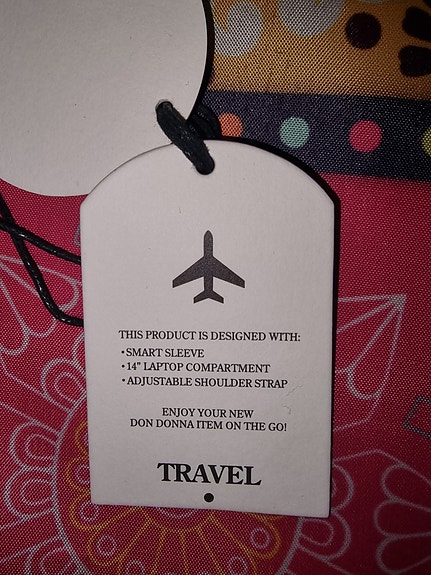 THIS PRODUCT IS DESIGNED WITH:
•SMART SLEEVE
•14" LAPTOP COMPARTMENT
•ADJUSTABLE SHOULDER STRAP
ENJOY YOUR NEW
DON DONNA ITEM ON THE GO!
TRAVEL